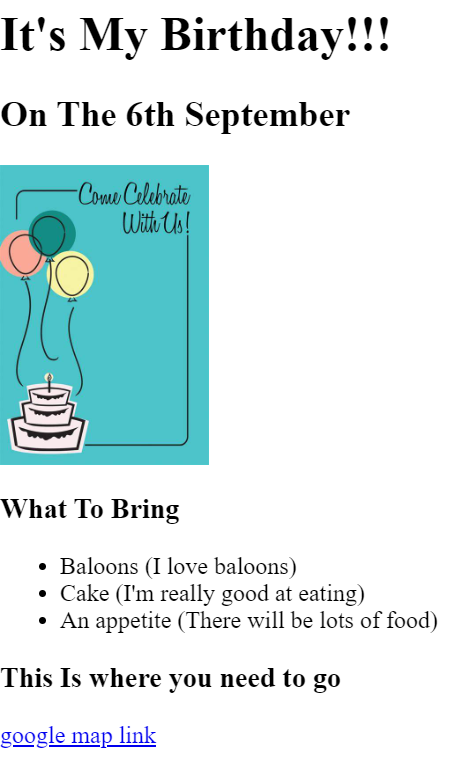 It's My Birthday!!!
On The 6th September
Come Celebrate
With Us!
What To Bring
Baloons (I love baloons)
Cake (I'm really good at eating)
An appetite (There will be lots of food)
This Is where you need to go
google map link